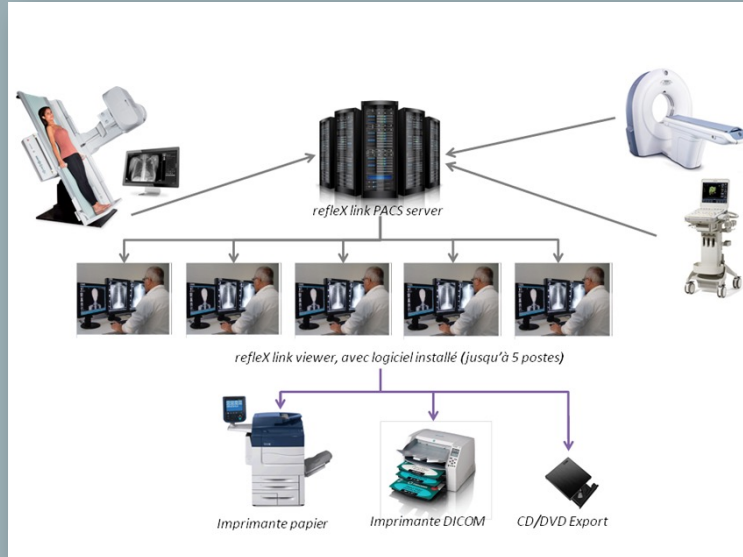 refleX link PACS server
refleX link viewer, avec logiciel installé (jusqu'à 5 postes)
Imprimante papier
Imprimante DICOM
CD/DVD Export